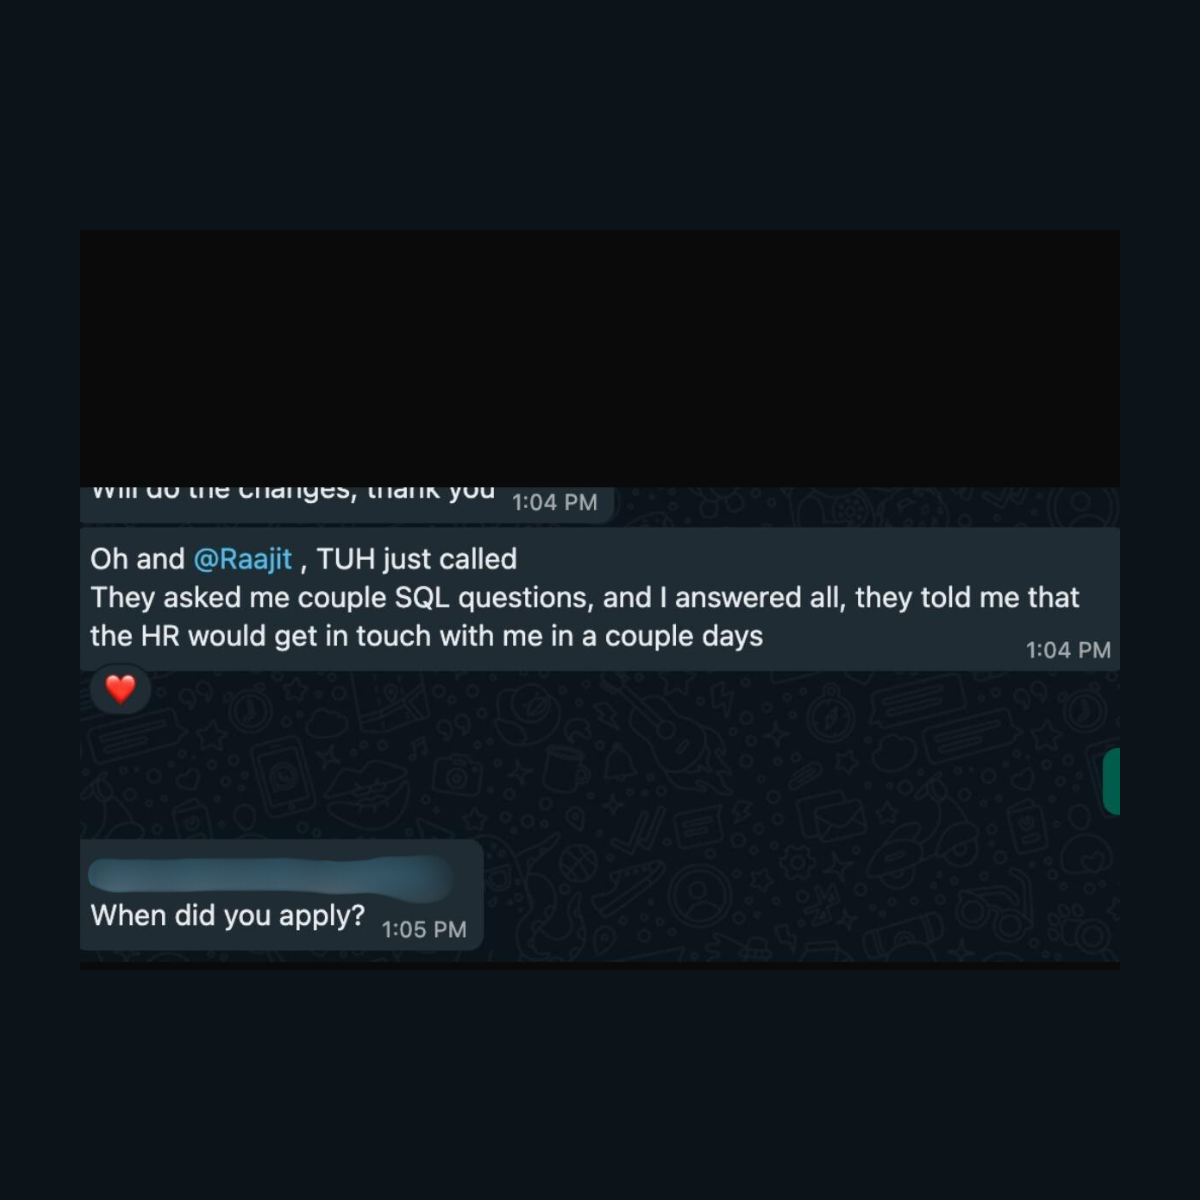 Will do the changes, thank you 1:04 PM
Oh and @Raajit , TUH just called
They asked me couple SQL questions, and I answered all, they told me that
the HR would get in touch with me in a couple days
1:04 PM
When did you apply? 1:05 PM